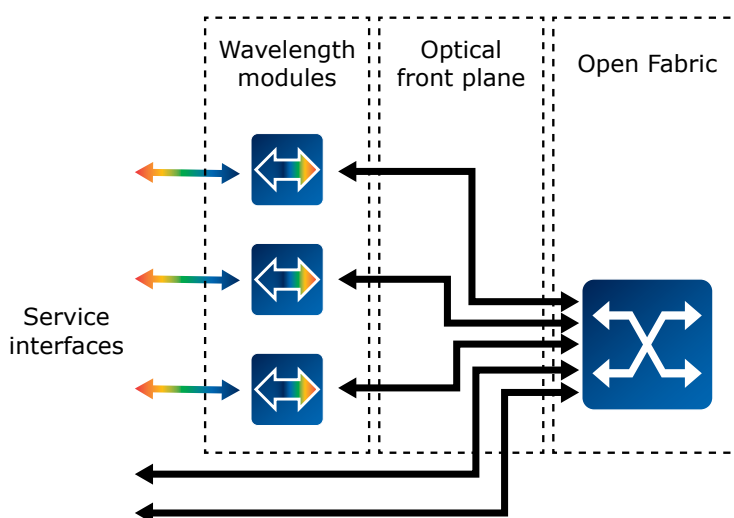 Wavelength
modules
Optical
front plane
Open Fabric
Service
interfaces